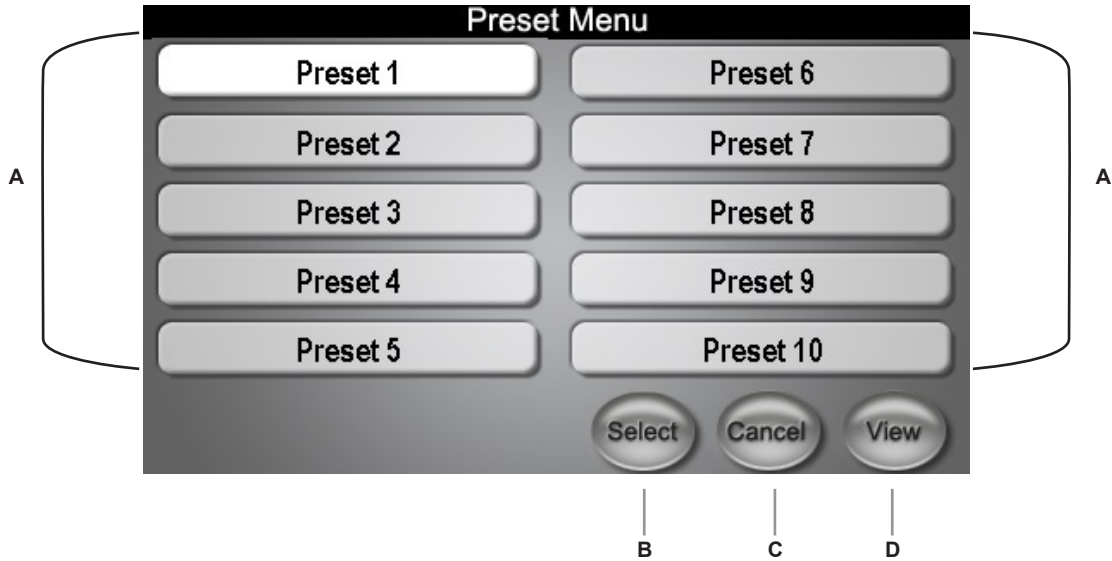 Preset Menu
Preset 1
Preset 6
Preset 2
Preset 7
A
A
Preset 3
Preset 8
Preset 4
Preset 9
Preset 5
Preset 10
Select
Cancel
View
B
C
D